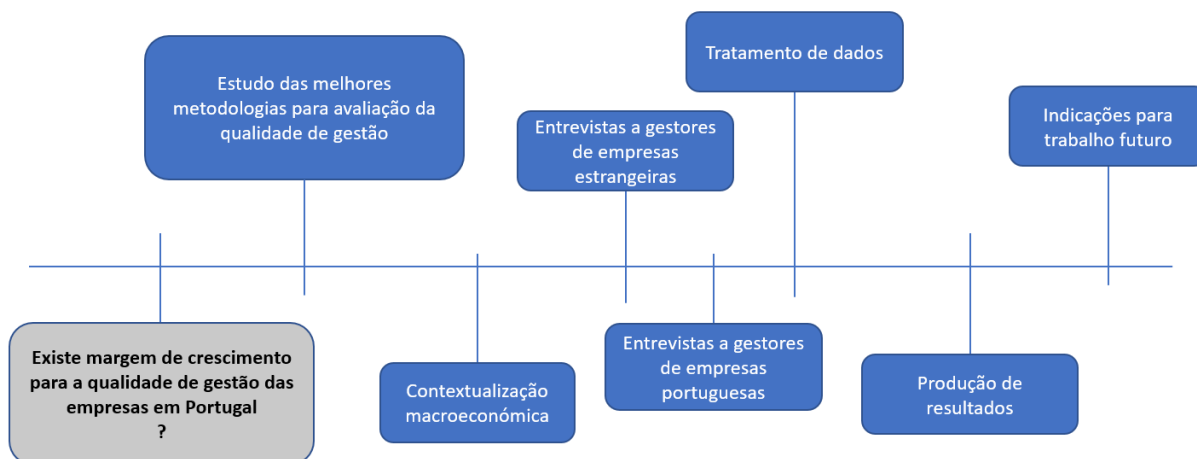 Existe margem de crescimento
para a qualidade de gestão das
empresas em Portugal
?
Estudo das melhores
metodologias para avaliação da
qualidade de gestão
Contextualização
macroeconómica
Entrevistas a gestores
de empresas
estrangeiras
Entrevistas a gestores
de empresas
portuguesas
Tratamento de dados
Produção de
resultados
Indicações para
trabalho futuro